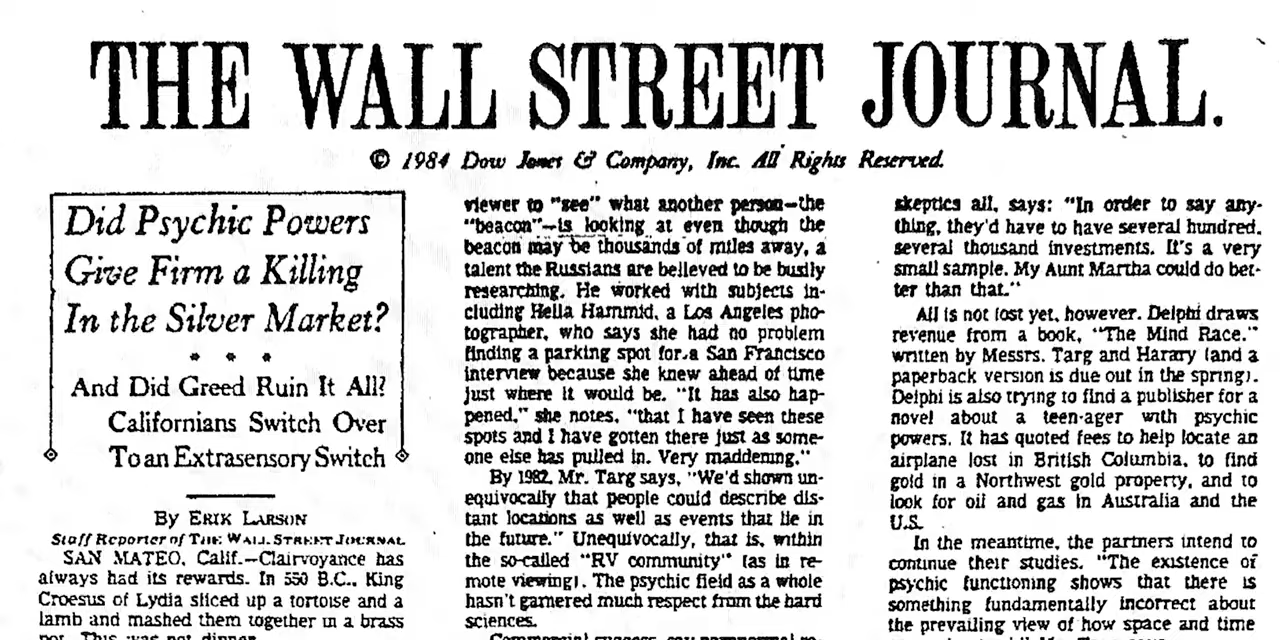 THE WALL STREET JOURNAL.
© 1984 Dow Jones & Company, Inc. All Rights Reserved.
Did Psychic Powers
Give Firm a Killing
In the Silver Market?
* * *
And Did Greed Ruin It All?
Californians Switch Over
To an Extrasensory Switch
By ERIK LARSON
Staff Reporter of THE WALL STREET JOURNAL
SAN MATEO, Calif.—Clairvoyance has
always had its rewards. In 550 B.C., King
Croesus of Lydia sliced up a tortoise and a
lamb and mashed them together in a brass
pot. This was not dinner.
viewer to "see" what another person—the
"beacon"—is looking at even though the
beacon may be thousands of miles away, a
talent the Russians are believed to be busily
researching. He worked with subjects in-
cluding Hella Hammid, a Los Angeles pho-
tographer, who says she had no problem
finding a parking spot for a San Francisco
interview because she knew ahead of time
just where it would be. "It has also hap-
pened," she notes, "that I have seen these
spots and I have gotten there just as some-
one else has pulled in. Very maddening."
By 1982, Mr. Targ says, "We'd shown un-
equivocally that people could describe dis-
tant locations as well as events that lie in
the future." Unequivocally, that is, within
the so-called "RV community" (as in re-
mote viewing). The psychic field as a whole
hasn't garnered much respect from the hard
sciences.
skeptics all, says: "In order to say any-
thing, they'd have to have several hundred,
several thousand investments. It's a very
small sample. My Aunt Martha could do bet-
ter than that."
All is not lost yet, however. Delphi draws
revenue from a book, "The Mind Race."
written by Messrs. Targ and Harary (and a
paperback version is due out in the spring).
Delphi is also trying to find a publisher for a
novel about a teen-ager with psychic
powers. It has quoted fees to help locate an
airplane lost in British Columbia, to find
gold in a Northwest gold property, and to
look for oil and gas in Australia and the
U.S.
In the meantime, the partners intend to
continue their studies. "The existence of
psychic functioning shows that there is
something fundamentally incorrect about
the prevailing view of how space and time